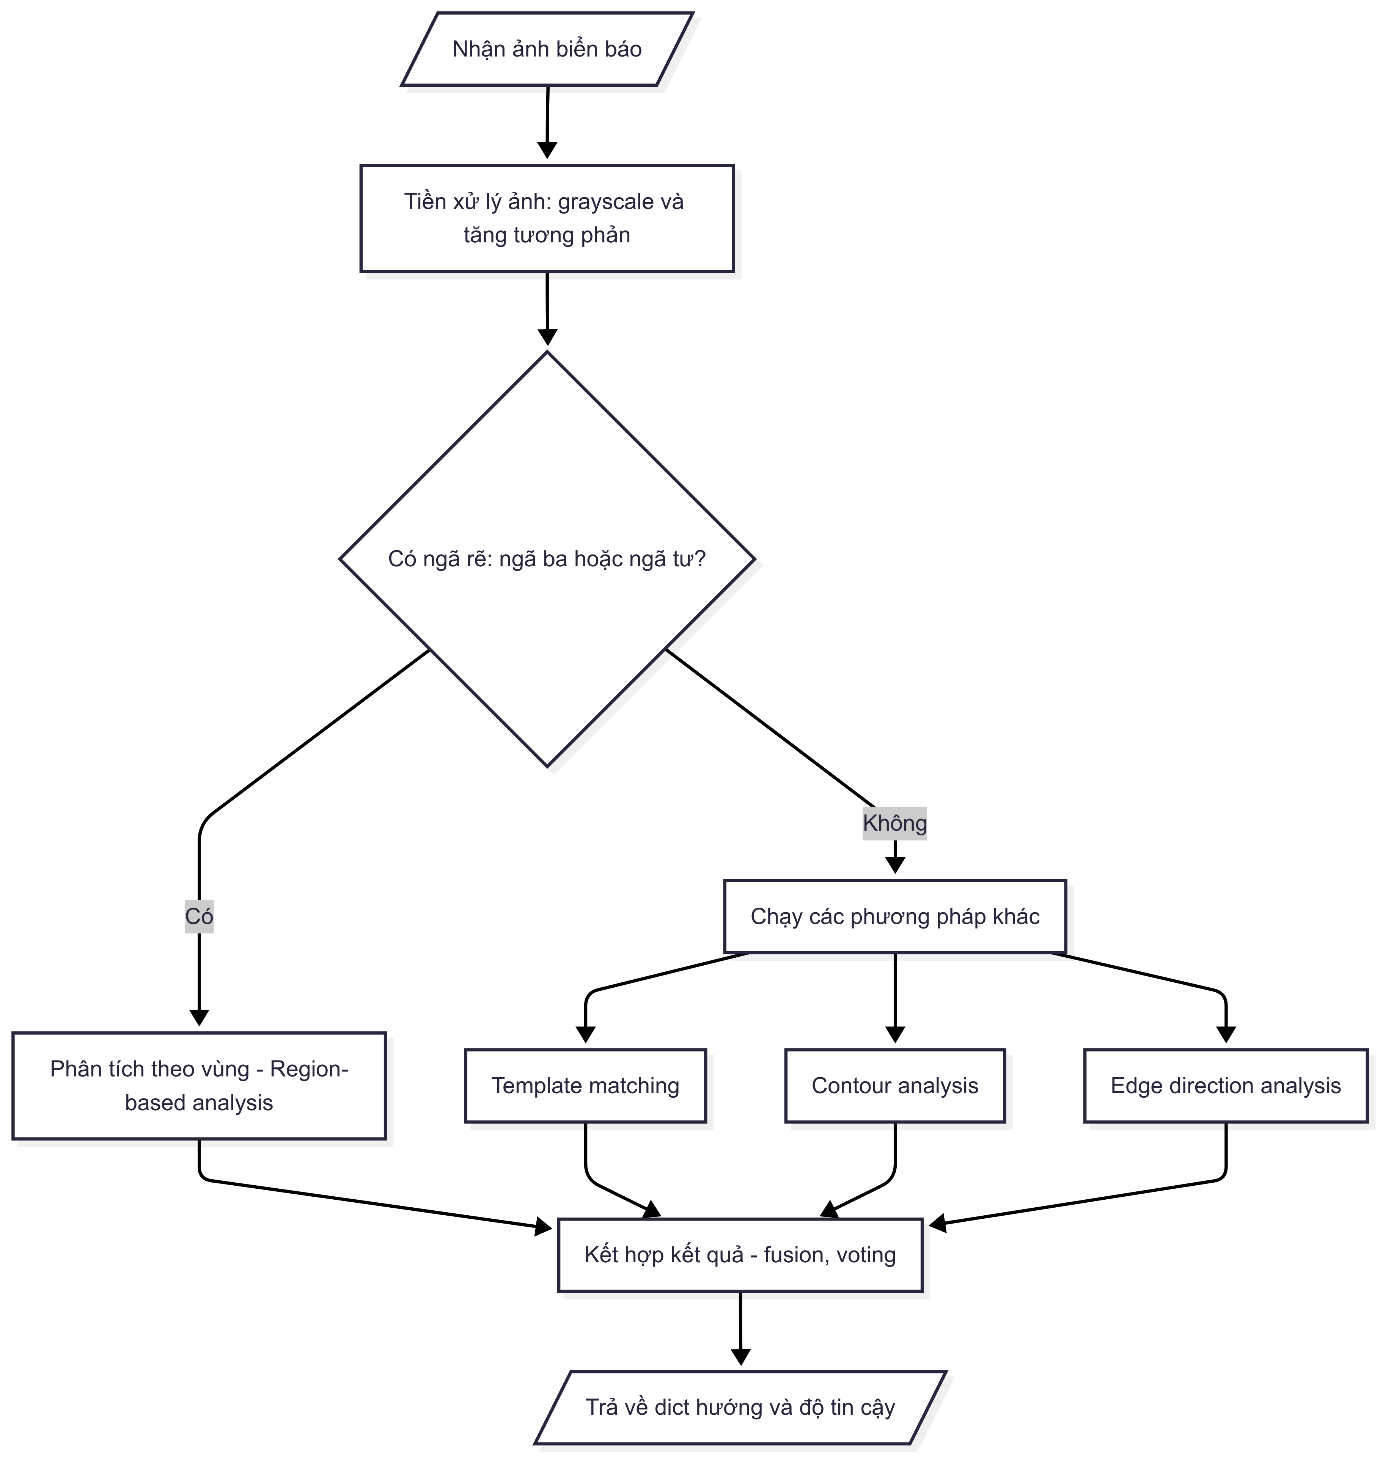 Nhận ảnh biển báo
Tiền xử lý ảnh: grayscale và
tăng tương phản
Có ngã rẽ: ngã ba hoặc ngã tư?
Không
Có
Chạy các phương pháp khác
Phân tích theo vùng - Region-
based analysis
Template matching
Contour analysis
Edge direction analysis
Kết hợp kết quả - fusion, voting
Trả về dict hướng và độ tin cậy